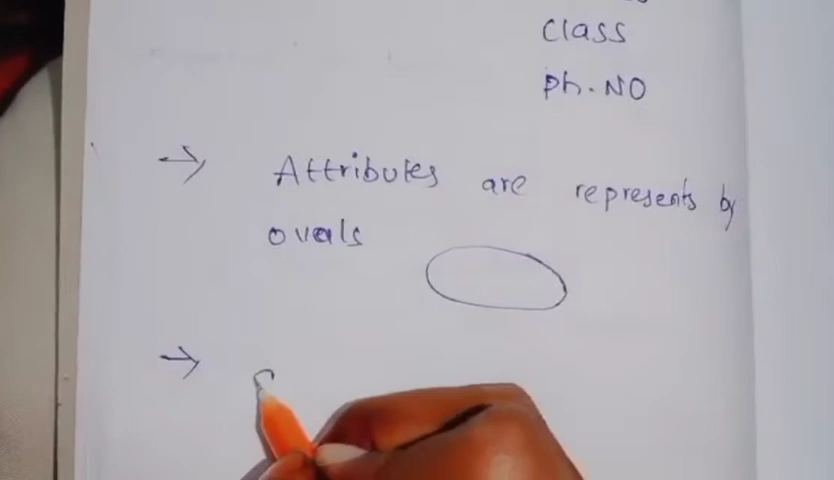 class
ph.NO
→ Attributes are represents by
ovals
→